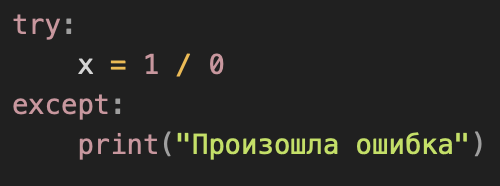 try:
    x = 1 / 0
except:
    print("Произошла ошибка")